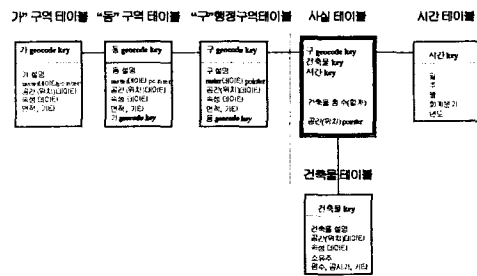 가" 구역 테이블
"동" 구역 테이블
"구"행정구역테이블
사실 테이블
시간 테이블
가 geocode key
가 설명
공간(위치)데이터
속성 데이터
면적, 기타
동 geocode key
동 설명
공간(위치)데이터
속성 데이터
면적, 기타
가 geocode key
구 geocode key
구 설명
공간(위치)데이터
속성 데이터
면적, 기타
동 geocode key
구 geocode key
건축물 key
시간 key
건축물 총 수(합계)
공간(위치) pointer
시간 key
일
월
회계분기
년도
건축물 테이블
건축물 key
건축물 설명
공간(위치)데이터
속성 데이터
소유주
기타